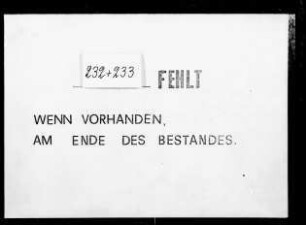 232+233 FEHLT
WENN VORHANDEN,
AM ENDE DES BESTANDES.